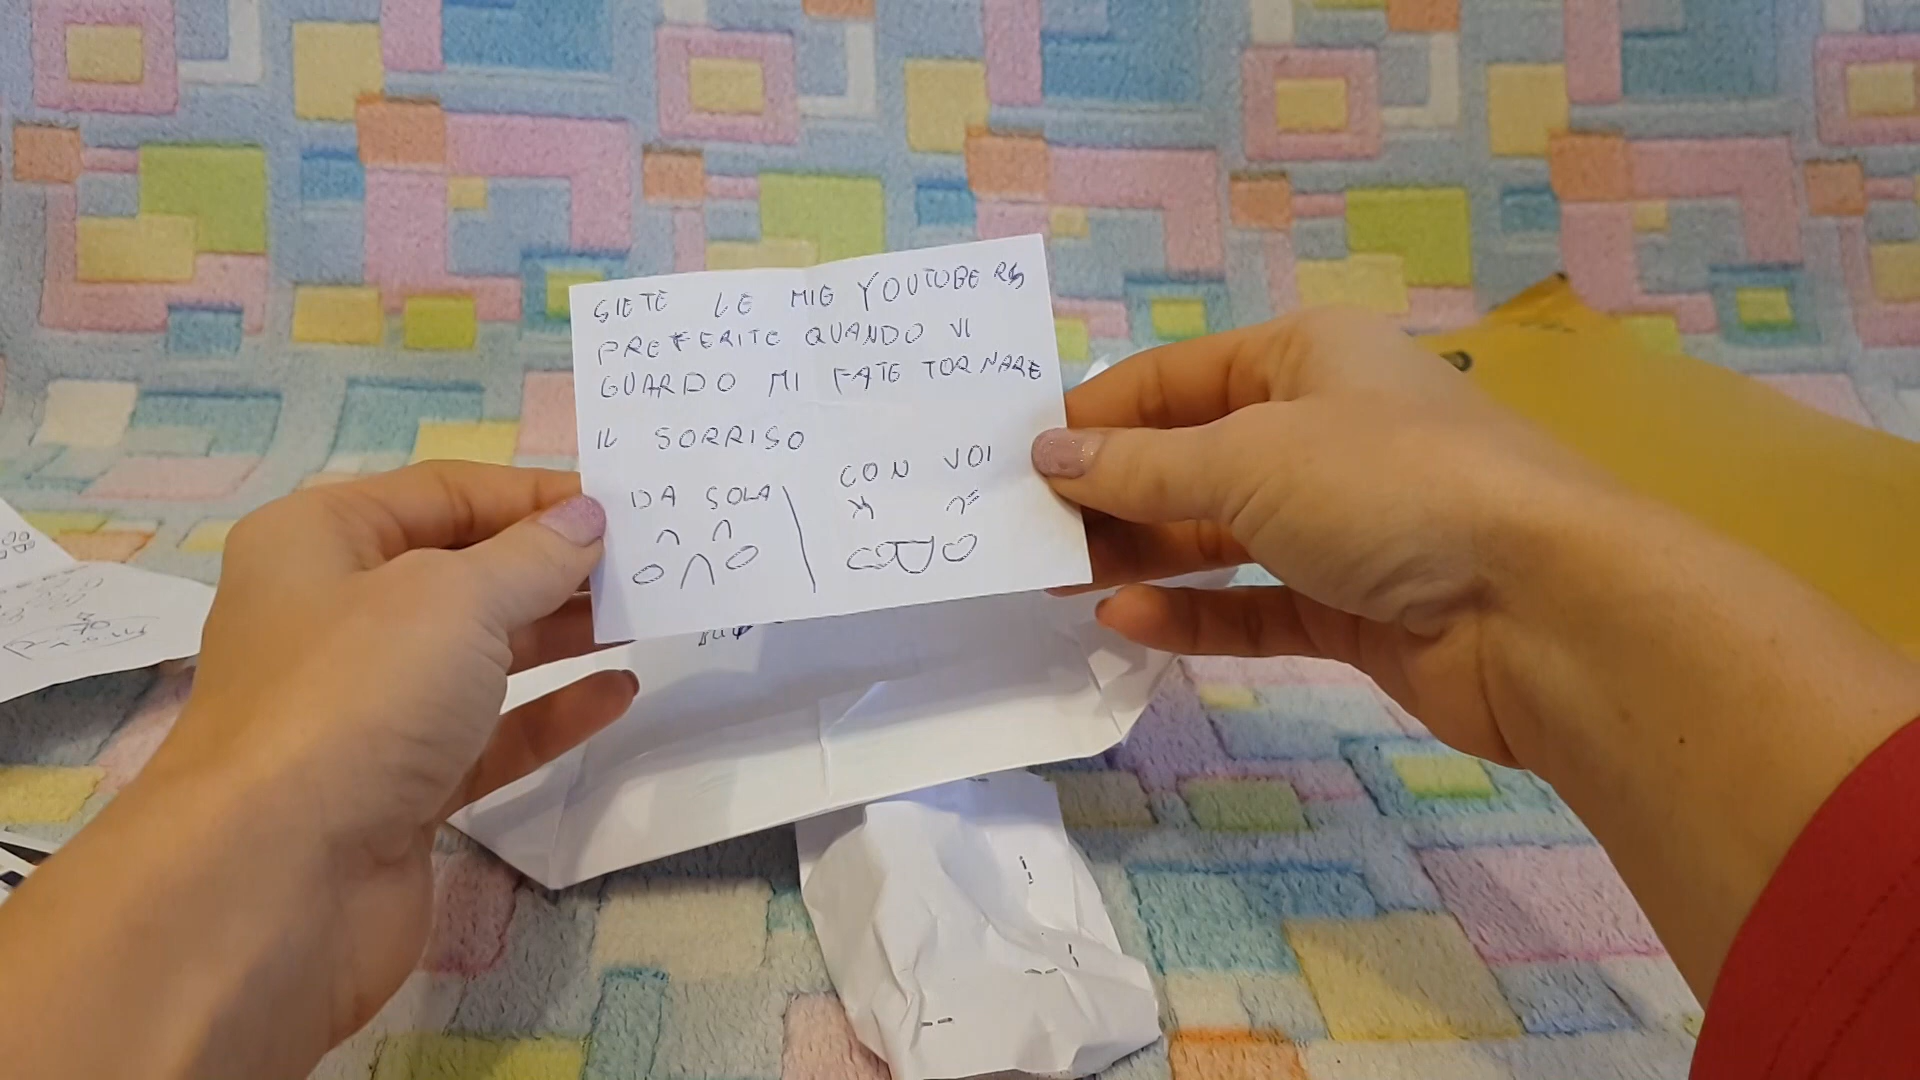 SIETE LE MIE YOUTUBERS
PREFERITE QUANDO VI
GUARDO MI FATE TORNARE
IL SORRISO
DA SOLA
CON VOI